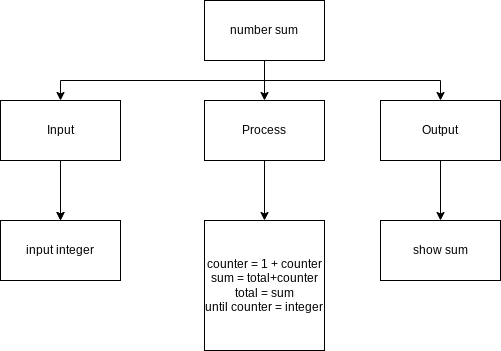 number sum
Input
Process
Output
input integer
counter = 1 + counter
sum = total+counter
total = sum
until counter = integer
show sum